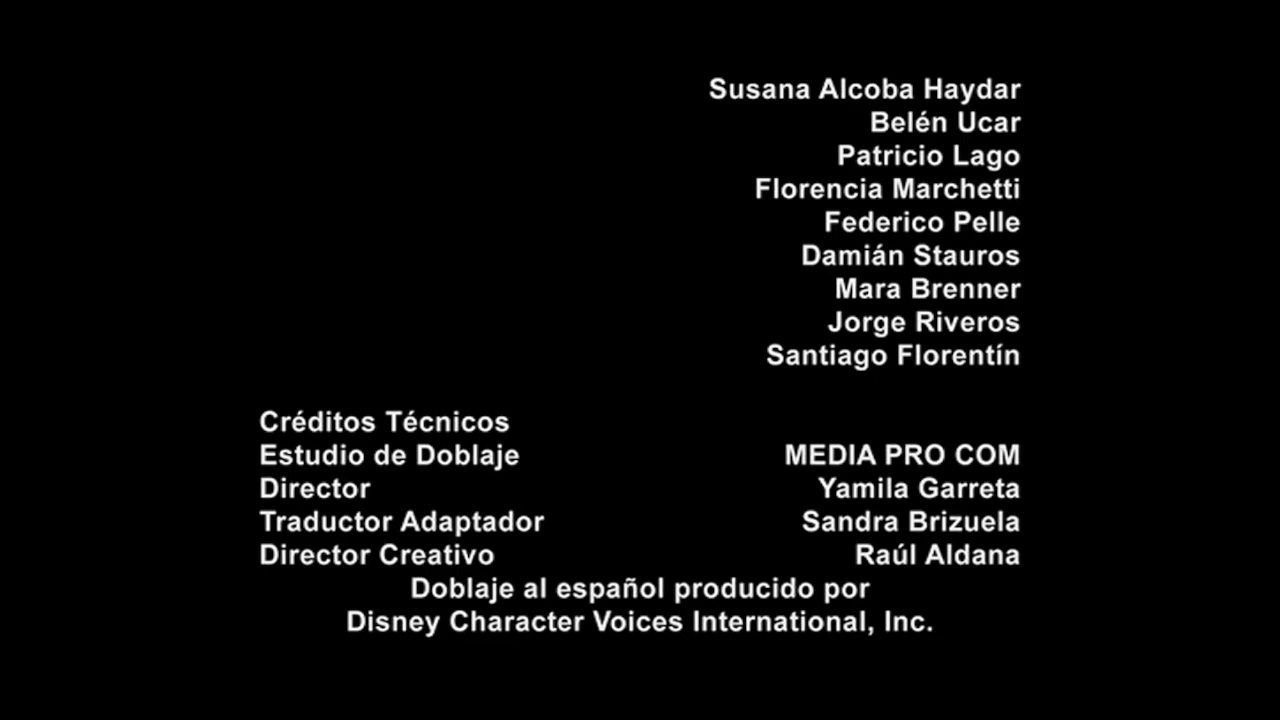 Susana Alcoba Haydar
Belén Ucar
Patricio Lago
Florencia Marchetti
Federico Pelle
Damián Stauros
Mara Brenner
Jorge Riveros
Santiago Florentín
Créditos Técnicos
Estudio de Doblaje MEDIA PRO COM
Director Yamila Garreta
Traductor Adaptador Sandra Brizuela
Director Creativo Raúl Aldana
Doblaje al español producido por
Disney Character Voices International, Inc.